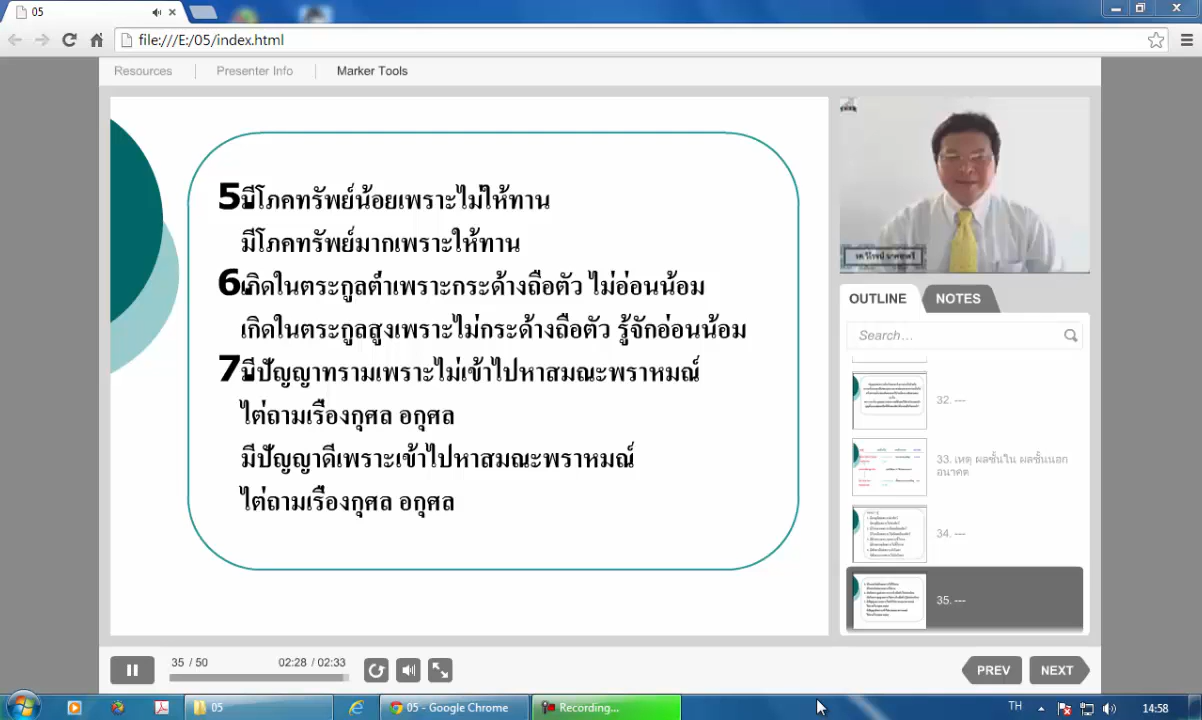 05
file:///E:/05/index.html
Resources
Presenter Info
Marker Tools
5.มีโภคทรัพย์น้อยเพราะไม่ให้ทาน
มีโภคทรัพย์มากเพราะให้ทาน
6.เกิดในตระกูลต่ำเพราะกระด้างถือตัว ไม่อ่อนน้อม
เกิดในตระกูลสูงเพราะไม่กระด้างถือตัว รู้จักอ่อนน้อม
7.มีปัญญาทรามเพราะไม่เข้าไปหาสมณะพราหมณ์
ไต่ถามเรื่องกุศล อกุศล
มีปัญญาดีเพราะเข้าไปหาสมณะพราหมณ์
ไต่ถามเรื่องกุศล อกุศล
OUTLINE
NOTES
Search...
32. ---
33. เหตุ ผลชั้นใน ผลชั้นนอก
อนาคต
34. ---
35. ---
35 / 50
02:28 / 02:33
PREV
NEXT
05
05 - Google Chrome
Recording...
TH
14:58